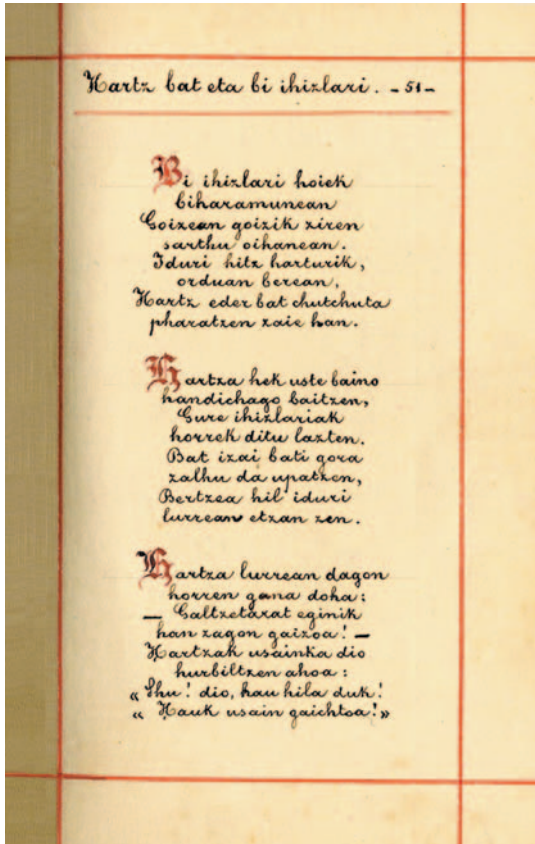 Hartz bat eta bi ihizlari. - 51 -
Bi ihizlari hoiek
biharamunean
Goizean goizik ziren
sarthu oihanean.
Iduri hitz harturik,
orduan berean,
Hartz eder bat chutchuta
pharatzen zaie han.
Hartza hek uste baino
handichago baitzen,
Gure ihizlariak
horrek ditu lazten.
Bat izai bati gora
zalhu da upatzen,
Bertzea hil iduri
lurrean etzan zen.
Hartza lurrean dagon
horren gana doha:
— Galtzetarat eginik
han zagon gaizoa! —
Hartzak usainka dio
hurbiltzen ahoa:
« Thu! dio, hau hila duk!
« Hauk usain gaichtoa! »